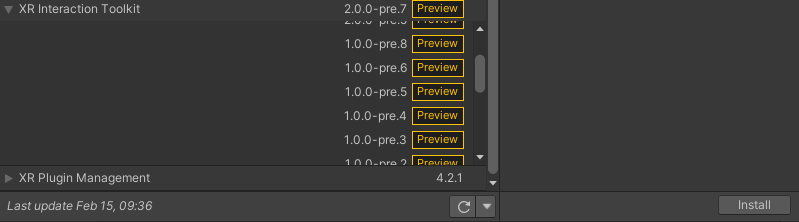 XR Interaction Toolkit 2.0.0-pre.7 Preview
2.0.0-pre.5 Preview
1.0.0-pre.8 Preview
1.0.0-pre.6 Preview
1.0.0-pre.5 Preview
1.0.0-pre.4 Preview
1.0.0-pre.3 Preview
1.0.0-pre.2 Preview
XR Plugin Management 4.2.1
Last update Feb 15, 09:36
Install